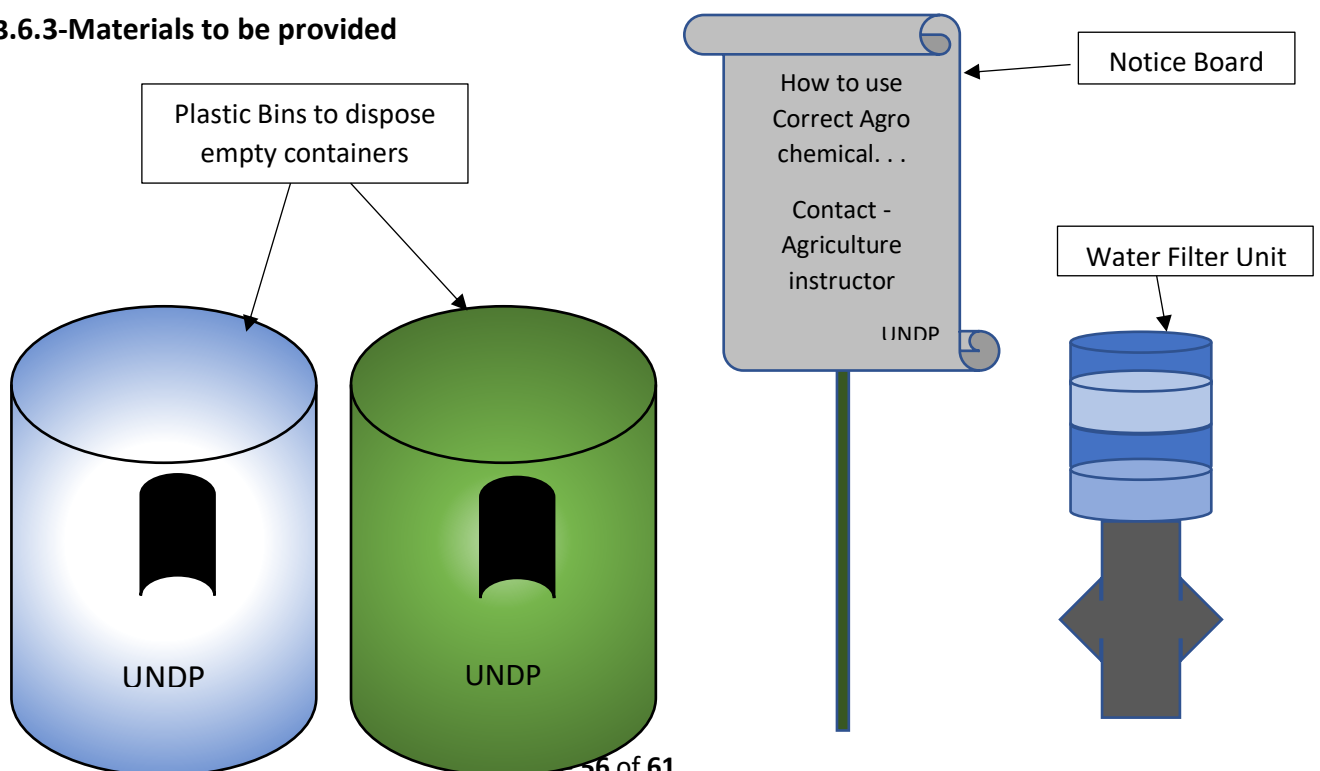 3.6.3-Materials to be provided
Plastic Bins to dispose
empty containers
How to use
Correct Agro
chemical. . .
Contact -
Agriculture
instructor
UNDP
Notice Board
Water Filter Unit
UNDP
UNDP
56 of 61